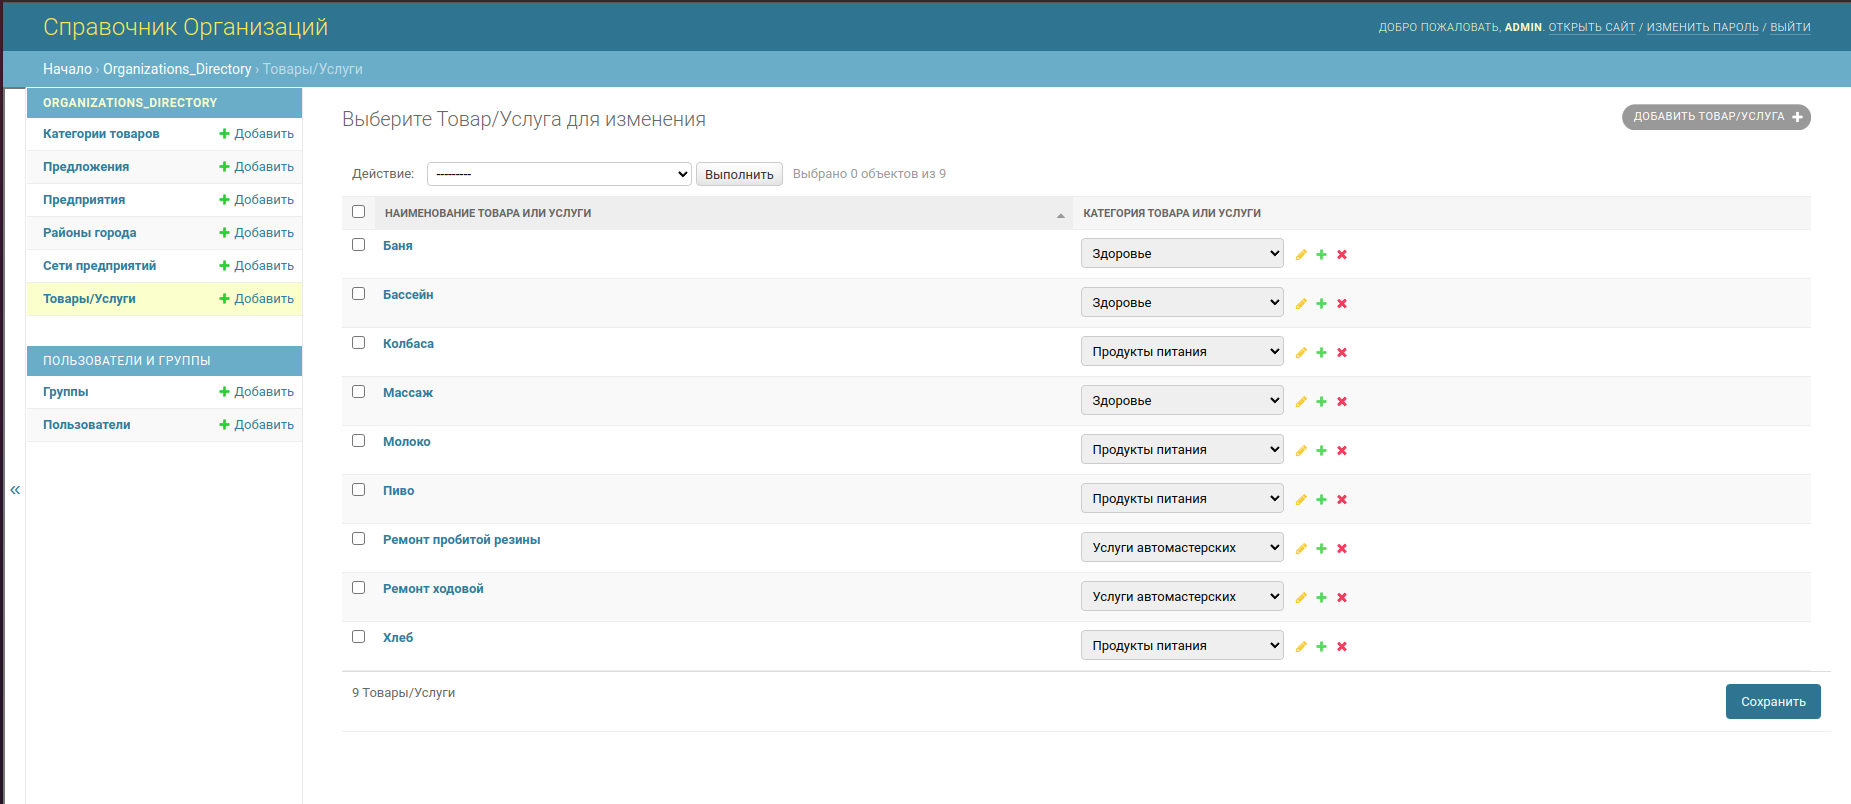 Справочник Организаций
ДОБРО ПОЖАЛОВАТЬ, ADMIN. ОТКРЫТЬ САЙТ / ИЗМЕНИТЬ ПАРОЛЬ / ВЫЙТИ
Начало › Organizations_Directory › Товары/Услуги
ORGANIZATIONS_DIRECTORY
Категории товаров Добавить
Предложения Добавить
Предприятия Добавить
Районы города Добавить
Сети предприятий Добавить
Товары/Услуги Добавить
ПОЛЬЗОВАТЕЛИ И ГРУППЫ
Группы Добавить
Пользователи Добавить
«
Выберите Товар/Услуга для изменения
ДОБАВИТЬ ТОВАР/УСЛУГА
Действие: --------- Выполнить Выбрано 0 объектов из 9
НАИМЕНОВАНИЕ ТОВАРА ИЛИ УСЛУГИ КАТЕГОРИЯ ТОВАРА ИЛИ УСЛУГИ
Баня Здоровье
Бассейн Здоровье
Колбаса Продукты питания
Массаж Здоровье
Молоко Продукты питания
Пиво Продукты питания
Ремонт пробитой резины Услуги автомастерских
Ремонт ходовой Услуги автомастерских
Хлеб Продукты питания
9 Товары/Услуги
Сохранить